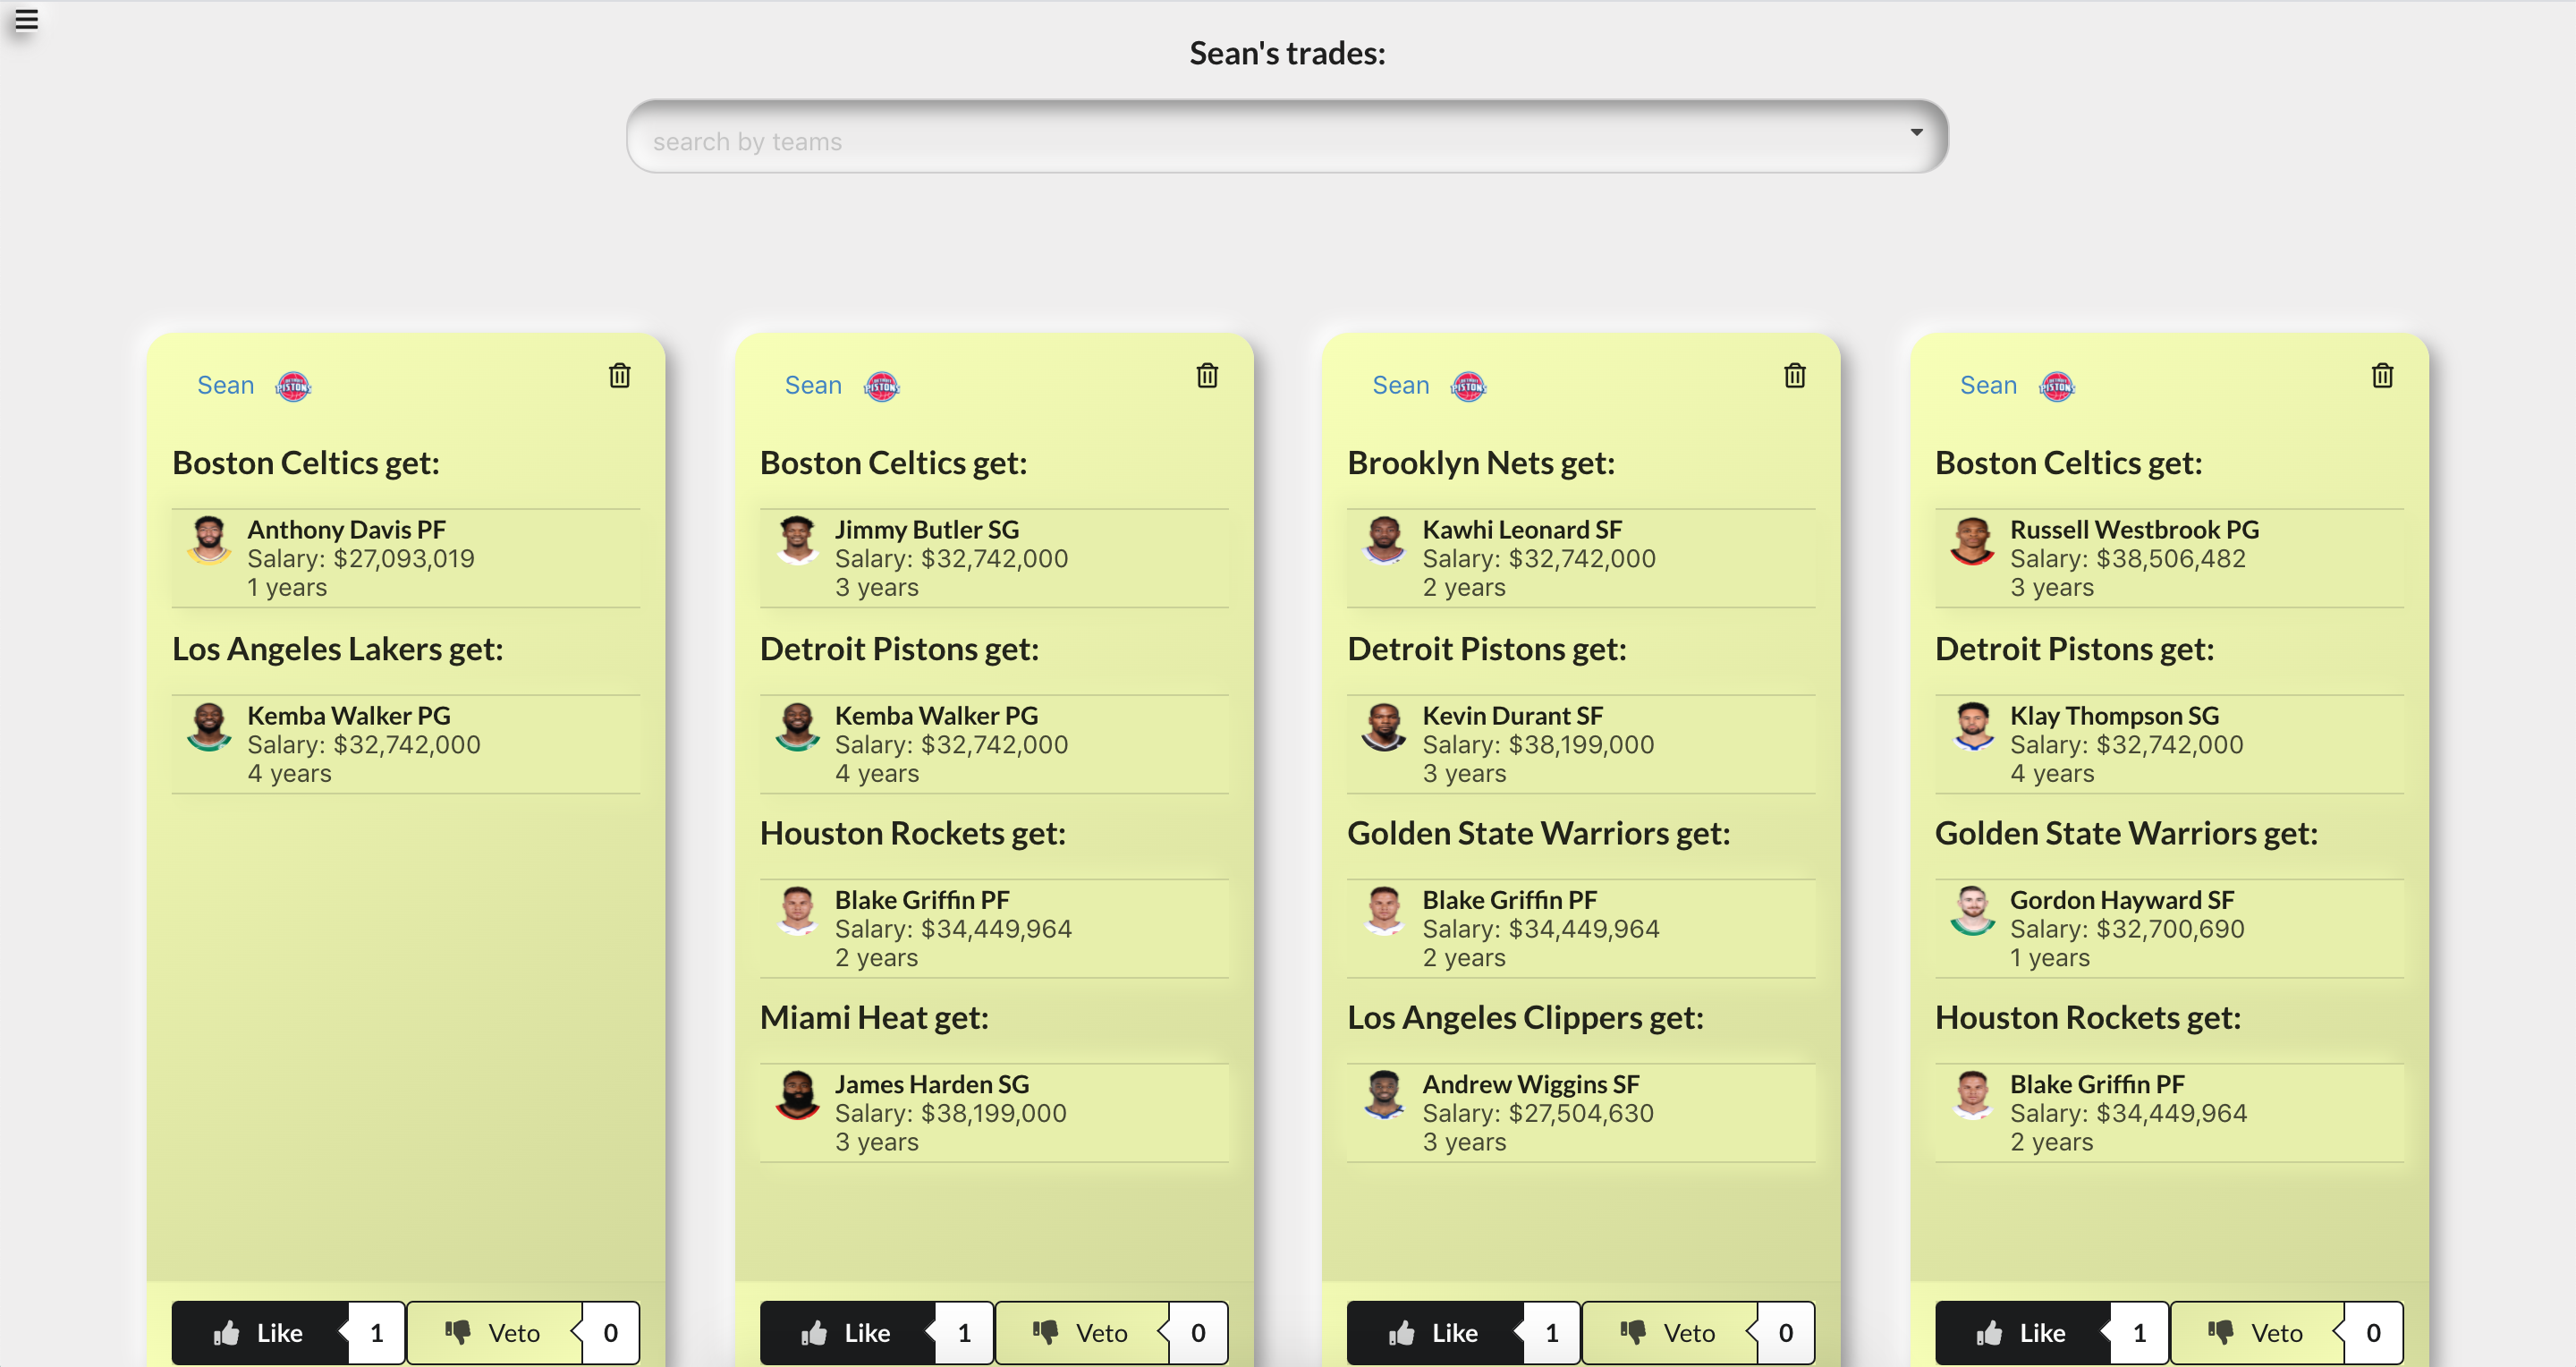 Sean's trades:
search by teams
Sean PISTONS
Boston Celtics get:
Anthony Davis PF
Salary: $27,093,019
1 years
Los Angeles Lakers get:
Kemba Walker PG
Salary: $32,742,000
4 years
Like 1 Veto 0
Sean PISTONS
Boston Celtics get:
Jimmy Butler SG
Salary: $32,742,000
3 years
Detroit Pistons get:
Kemba Walker PG
Salary: $32,742,000
4 years
Houston Rockets get:
Blake Griffin PF
Salary: $34,449,964
2 years
Miami Heat get:
James Harden SG
Salary: $38,199,000
3 years
Like 1 Veto 0
Sean PISTONS
Brooklyn Nets get:
Kawhi Leonard SF
Salary: $32,742,000
2 years
Detroit Pistons get:
Kevin Durant SF
Salary: $38,199,000
3 years
Golden State Warriors get:
Blake Griffin PF
Salary: $34,449,964
2 years
Los Angeles Clippers get:
Andrew Wiggins SF
Salary: $27,504,630
3 years
Like 1 Veto 0
Sean PISTONS
Boston Celtics get:
Russell Westbrook PG
Salary: $38,506,482
3 years
Detroit Pistons get:
Klay Thompson SG
Salary: $32,742,000
4 years
Golden State Warriors get:
Gordon Hayward SF
Salary: $32,700,690
1 years
Houston Rockets get:
Blake Griffin PF
Salary: $34,449,964
2 years
Like 1 Veto 0